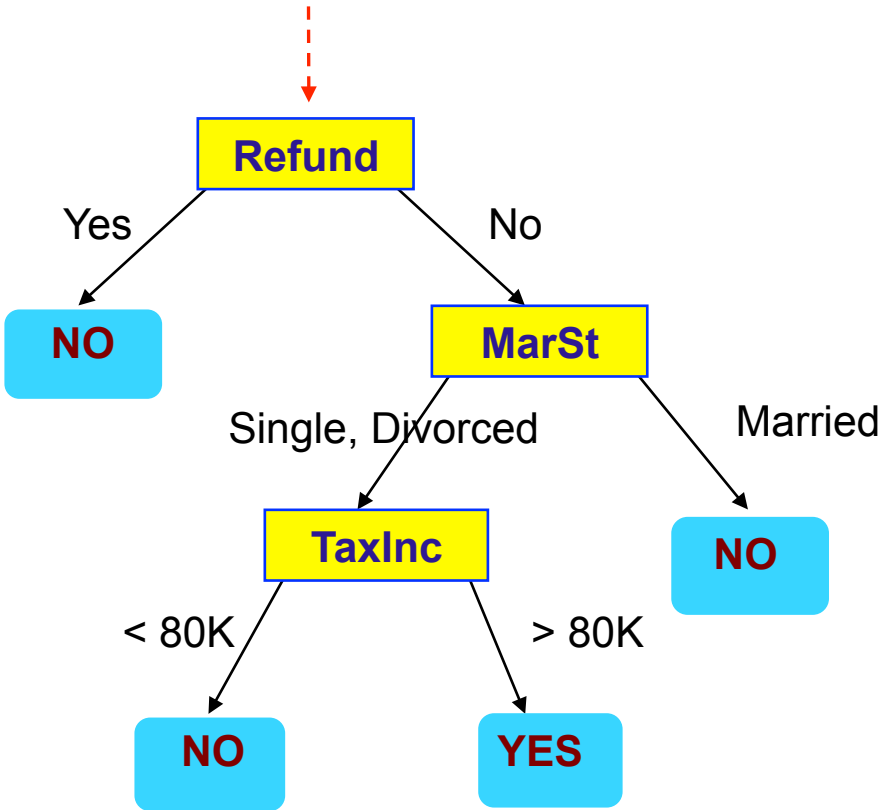 Refund
Yes
No
NO
MarSt
Single, Divorced
Married
TaxInc
NO
< 80K
> 80K
NO
YES